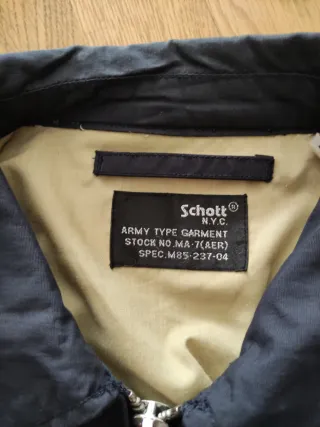 Schott®
N.Y.C.
ARMY TYPE GARMENT
STOCK NO.MA-7(AER)
SPEC.M85-237-04